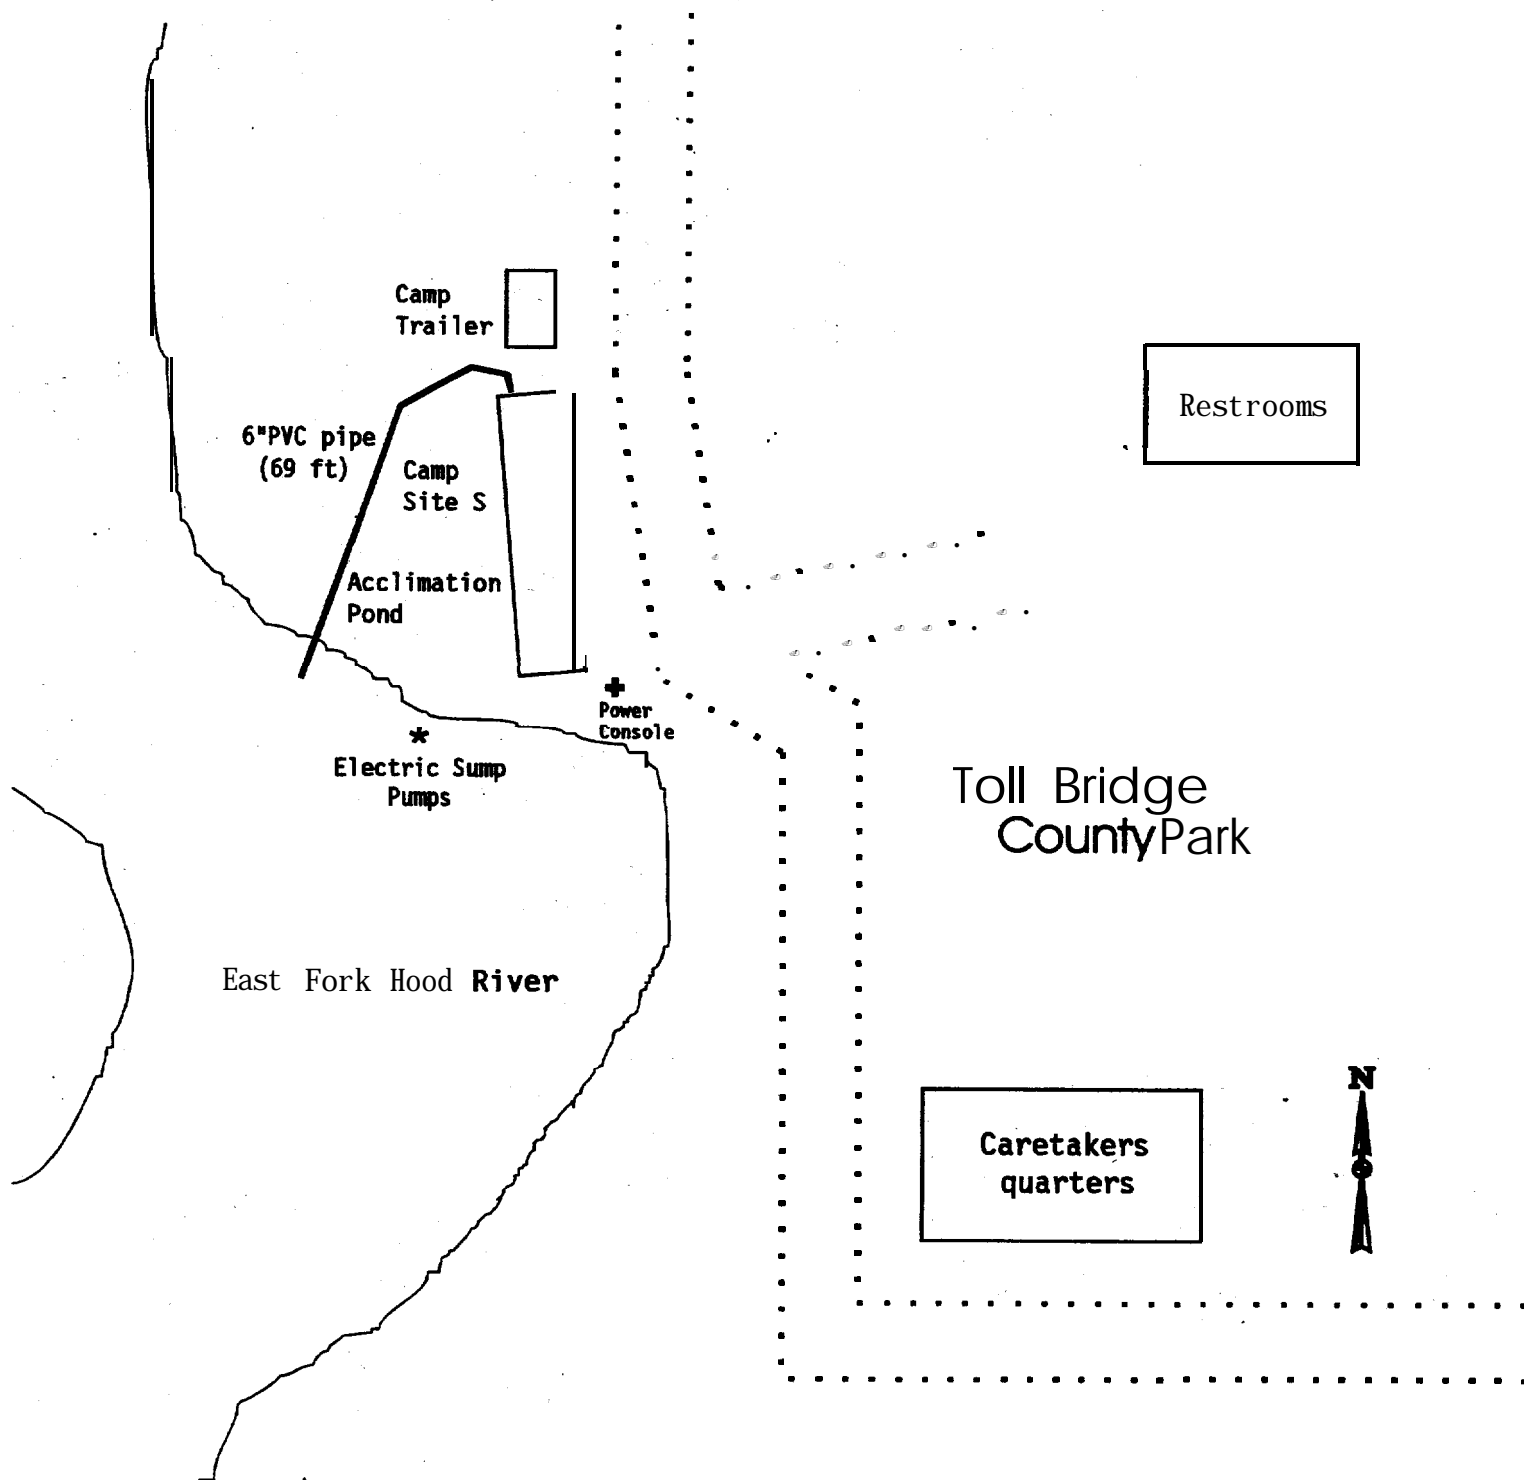 Camp
Trailer
6"PVC pipe
(69 ft)
Camp
Site S
Acclimation
Pond
Restrooms
Power
Console
*
Electric Sump
Pumps
Toll Bridge
County Park
East Fork Hood River
N
Caretakers
quarters